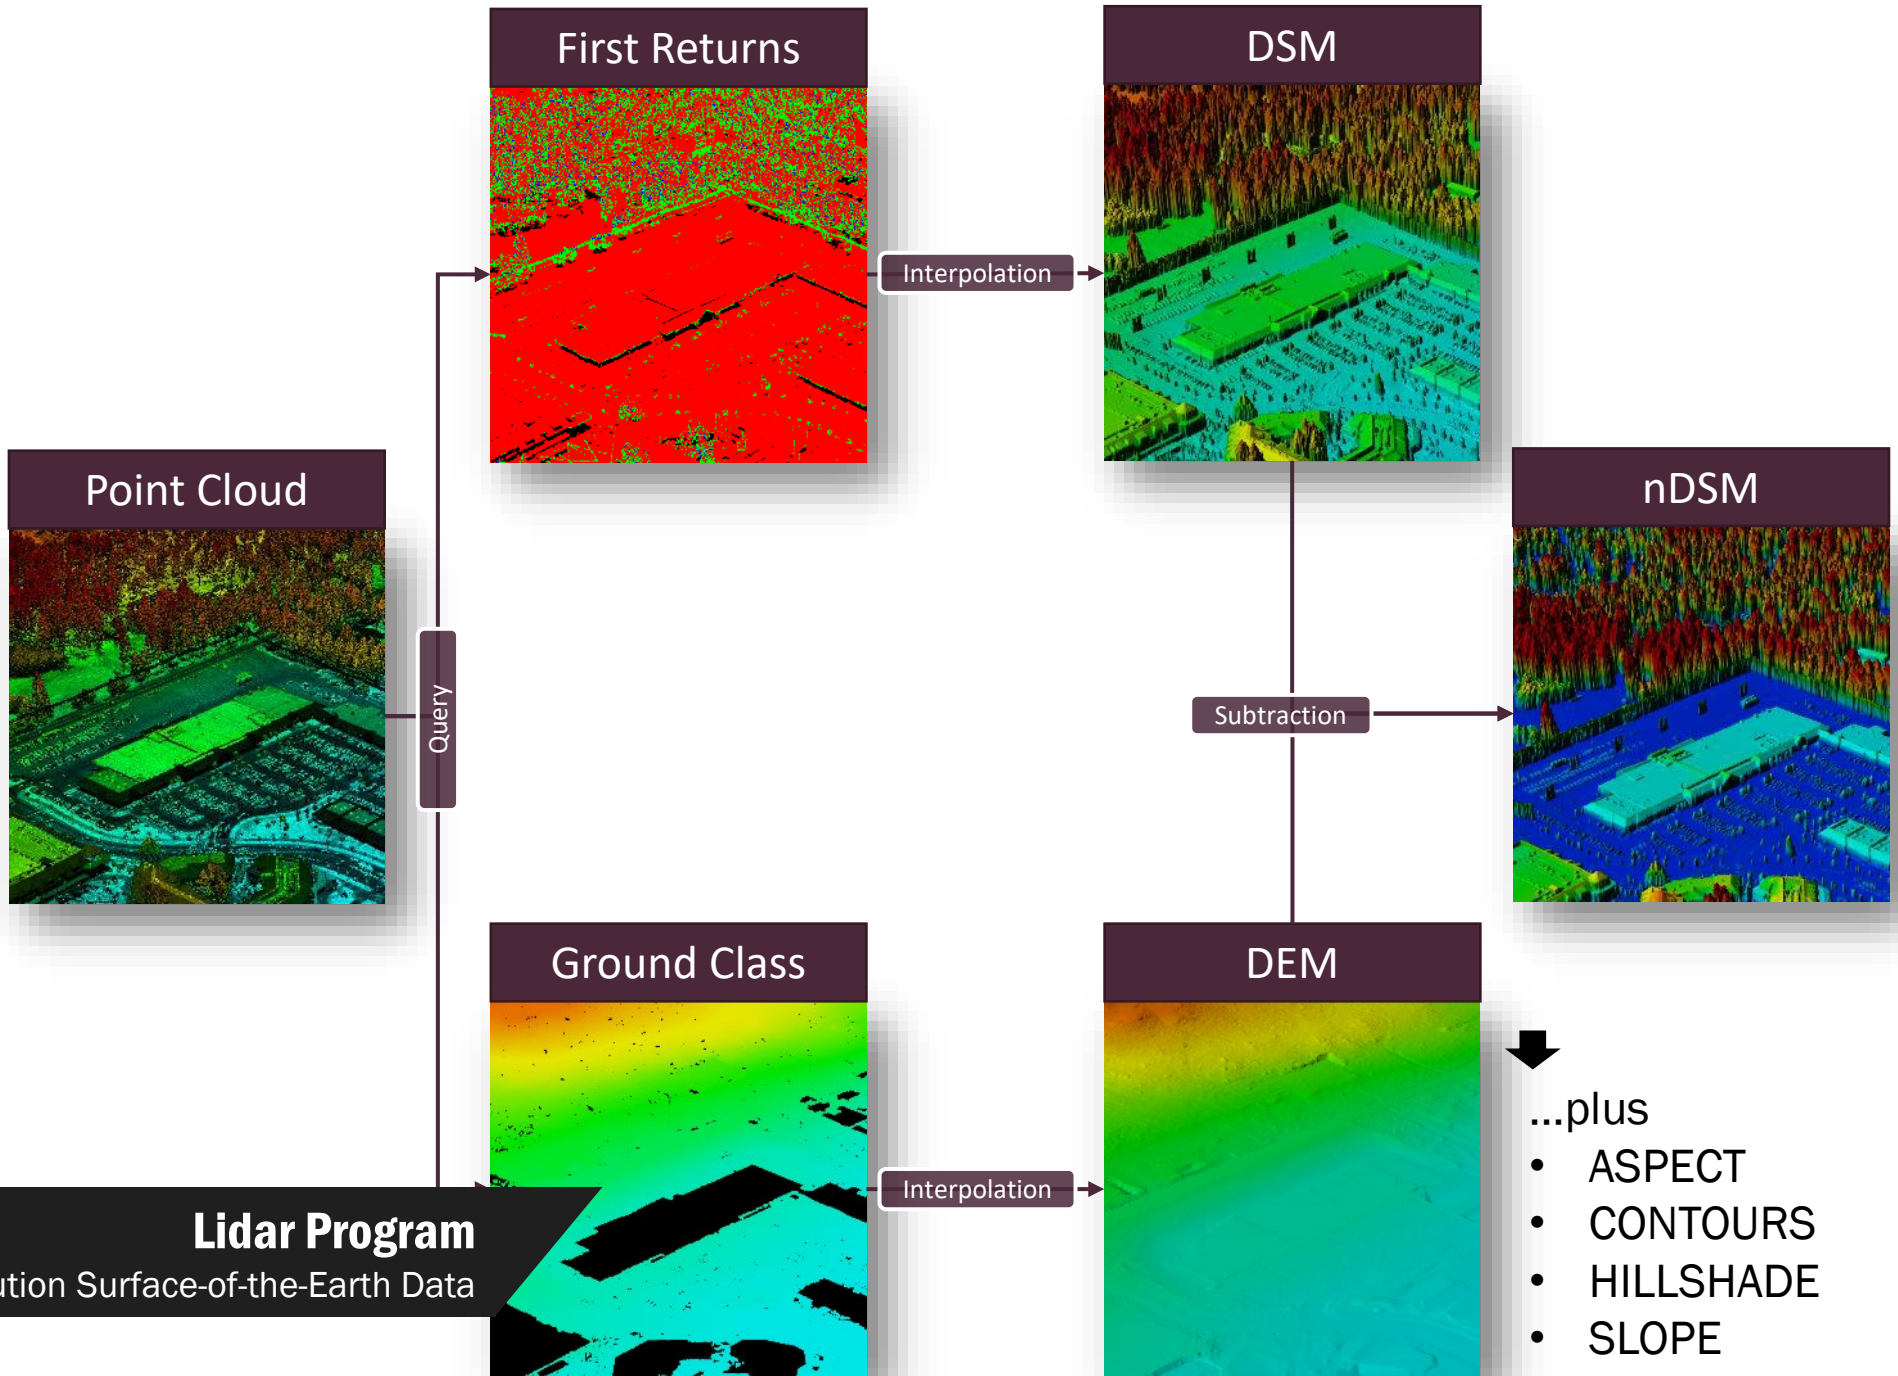 First Returns
DSM
Interpolation
Point Cloud
nDSM
Query
Subtraction
Ground Class
DEM
Interpolation
...plus
• ASPECT
• CONTOURS
• HILLSHADE
• SLOPE
Lidar Program
Surface-of-the-Earth Data